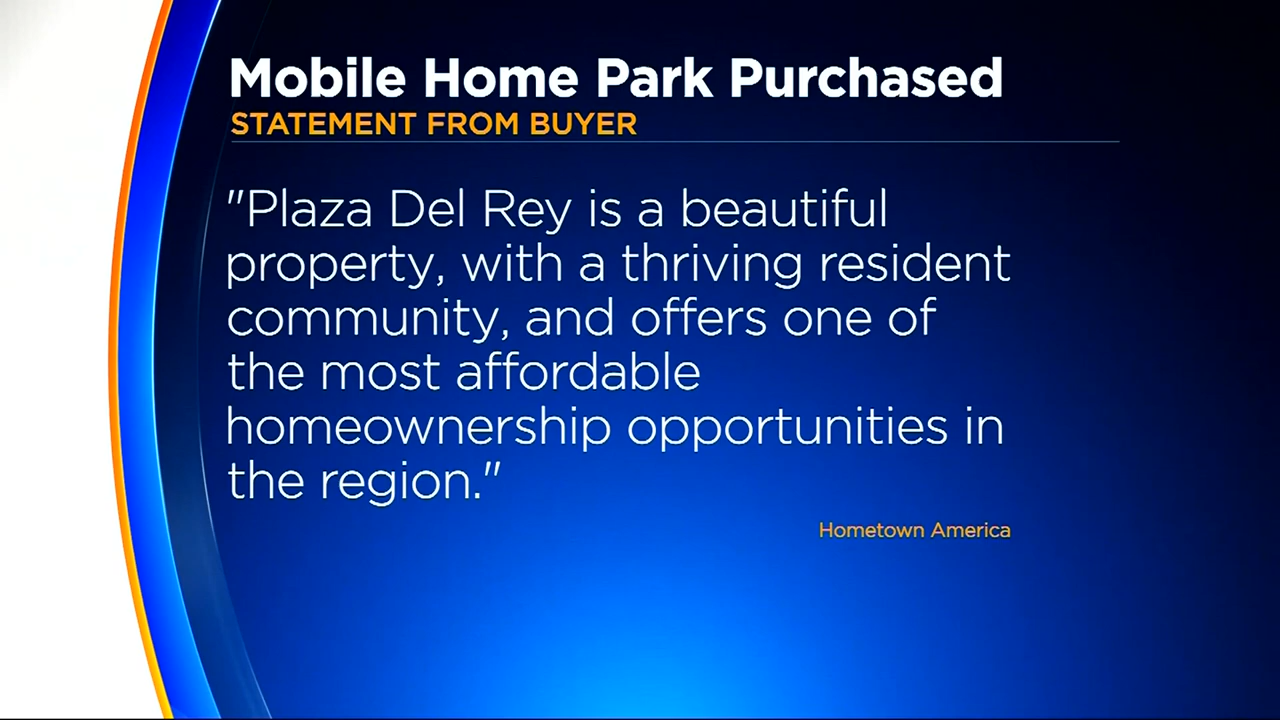 Mobile Home Park Purchased
STATEMENT FROM BUYER
"Plaza Del Rey is a beautiful
property, with a thriving resident
community, and offers one of
the most affordable
homeownership opportunities in
the region."
Hometown America